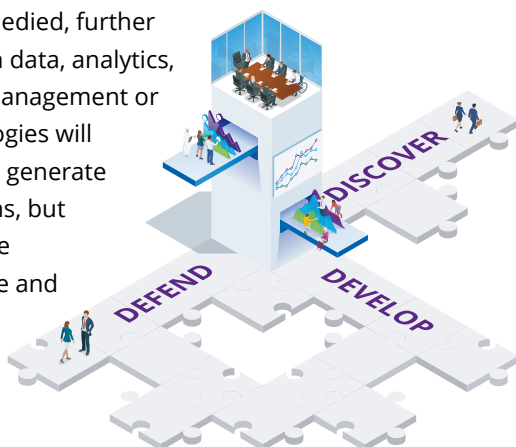 edied, further
data, analytics,
anagement or
ogies will
generate
ns, but
e
e and
DISCOVER
DEFEND
DEVELOP